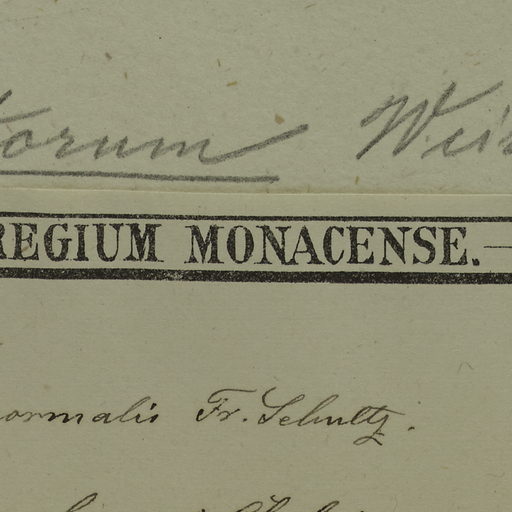 torum Wei
REGIUM MONACENSE.
normalis Fr. Schultz.